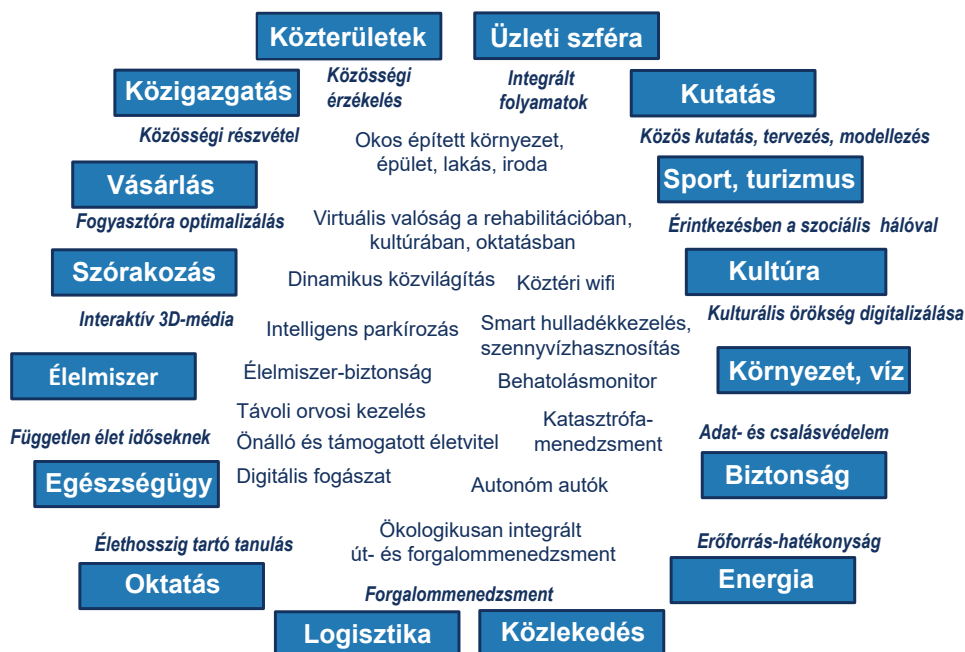 Közterületek
Üzleti szféra
Közigazgatás
Közösségi
érzékelés
Integrált
folyamatok
Kutatás
Közösségi részvétel
Okos épített környezet,
épület, lakás, iroda
Közös kutatás, tervezés, modellezés
Vásárlás
Sport, turizmus
Fogyasztóra optimalizálás
Virtuális valóság a rehabilitációban,
kultúrában, oktatásban
Érintkezésben a szociális hálóval
Szórakozás
Dinamikus közvilágítás
Köztéri wifi
Kultúra
Interaktív 3D-média
Intelligens parkírozás
Smart hulladékkezelés,
szennyvízhasznosítás
Kulturális örökség digitalizálása
Élelmiszer
Élelmiszer-biztonság
Behatolásmonitor
Környezet, víz
Távoli orvosi kezelés
Katasztrófa-
menedzsment
Független élet időseknek
Önálló és támogatott életvitel
Adat- és csalásvédelem
Egészségügy
Digitális fogászat
Autonóm autók
Biztonság
Élethosszig tartó tanulás
Ökologikusan integrált
út- és forgalommenedzsment
Erőforrás-hatékonyság
Oktatás
Forgalommenedzsment
Energia
Logisztika
Közlekedés